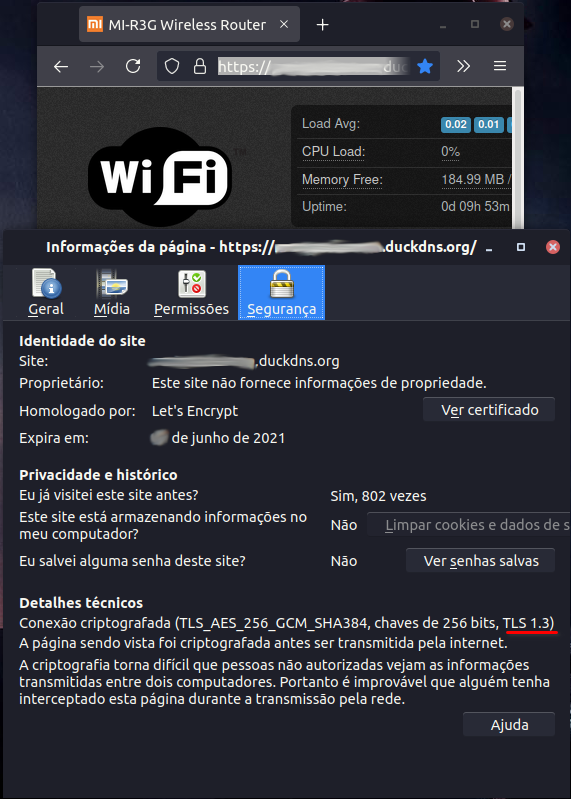 MI-R3G Wireless Router
https://
duc
WiFi
Load Avg: 0.02 0.01
CPU Load: 0%
Memory Free: 184.99 MB /
Uptime: 0d 09h 53m
Informações da página - https:// .duckdns.org/
Geral Mídia Permissões Segurança
Identidade do site
Site: .duckdns.org
Proprietário: Este site não fornece informações de propriedade.
Homologado por: Let's Encrypt Ver certificado
Expira em: de junho de 2021
Privacidade e histórico
Eu já visitei este site antes? Sim, 802 vezes
Este site está armazenando informações no
meu computador? Não Limpar cookies e dados de s
Eu salvei alguma senha deste site? Não Ver senhas salvas
Detalhes técnicos
Conexão criptografada (TLS_AES_256_GCM_SHA384, chaves de 256 bits, TLS 1.3)
A página sendo vista foi criptografada antes ser transmitida pela internet.
A criptografia torna difícil que pessoas não autorizadas vejam as informações
transmitidas entre dois computadores. Portanto é improvável que alguém tenha
interceptado esta página durante a transmissão pela rede.
Ajuda